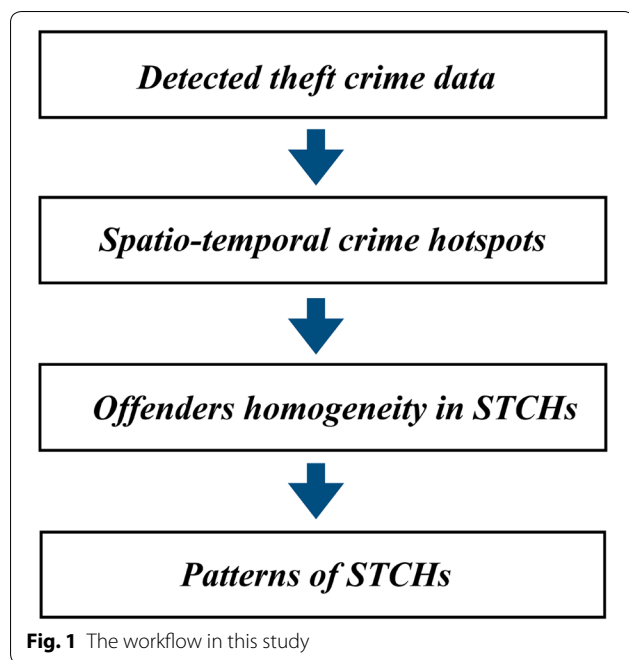 Detected theft crime data
Spatio-temporal crime hotspots
Offenders homogeneity in STCHs
Patterns of STCHs
Fig. 1 The workflow in this study